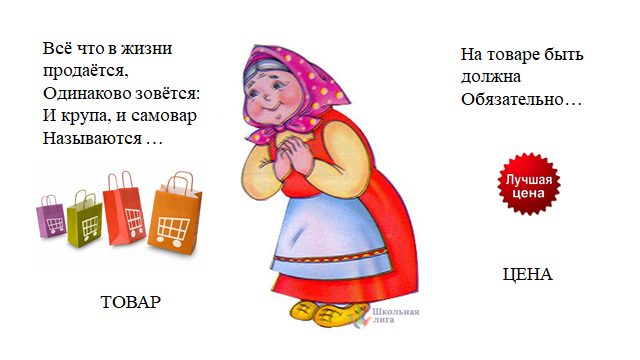 Всё что в жизни
продаётся,
Одинаково зовётся:
И крупа, и самовар
Называются …
ТОВАР
На товаре быть
должна
Обязательно…
Лучшая
цена
ЦЕНА
Школьная
лига